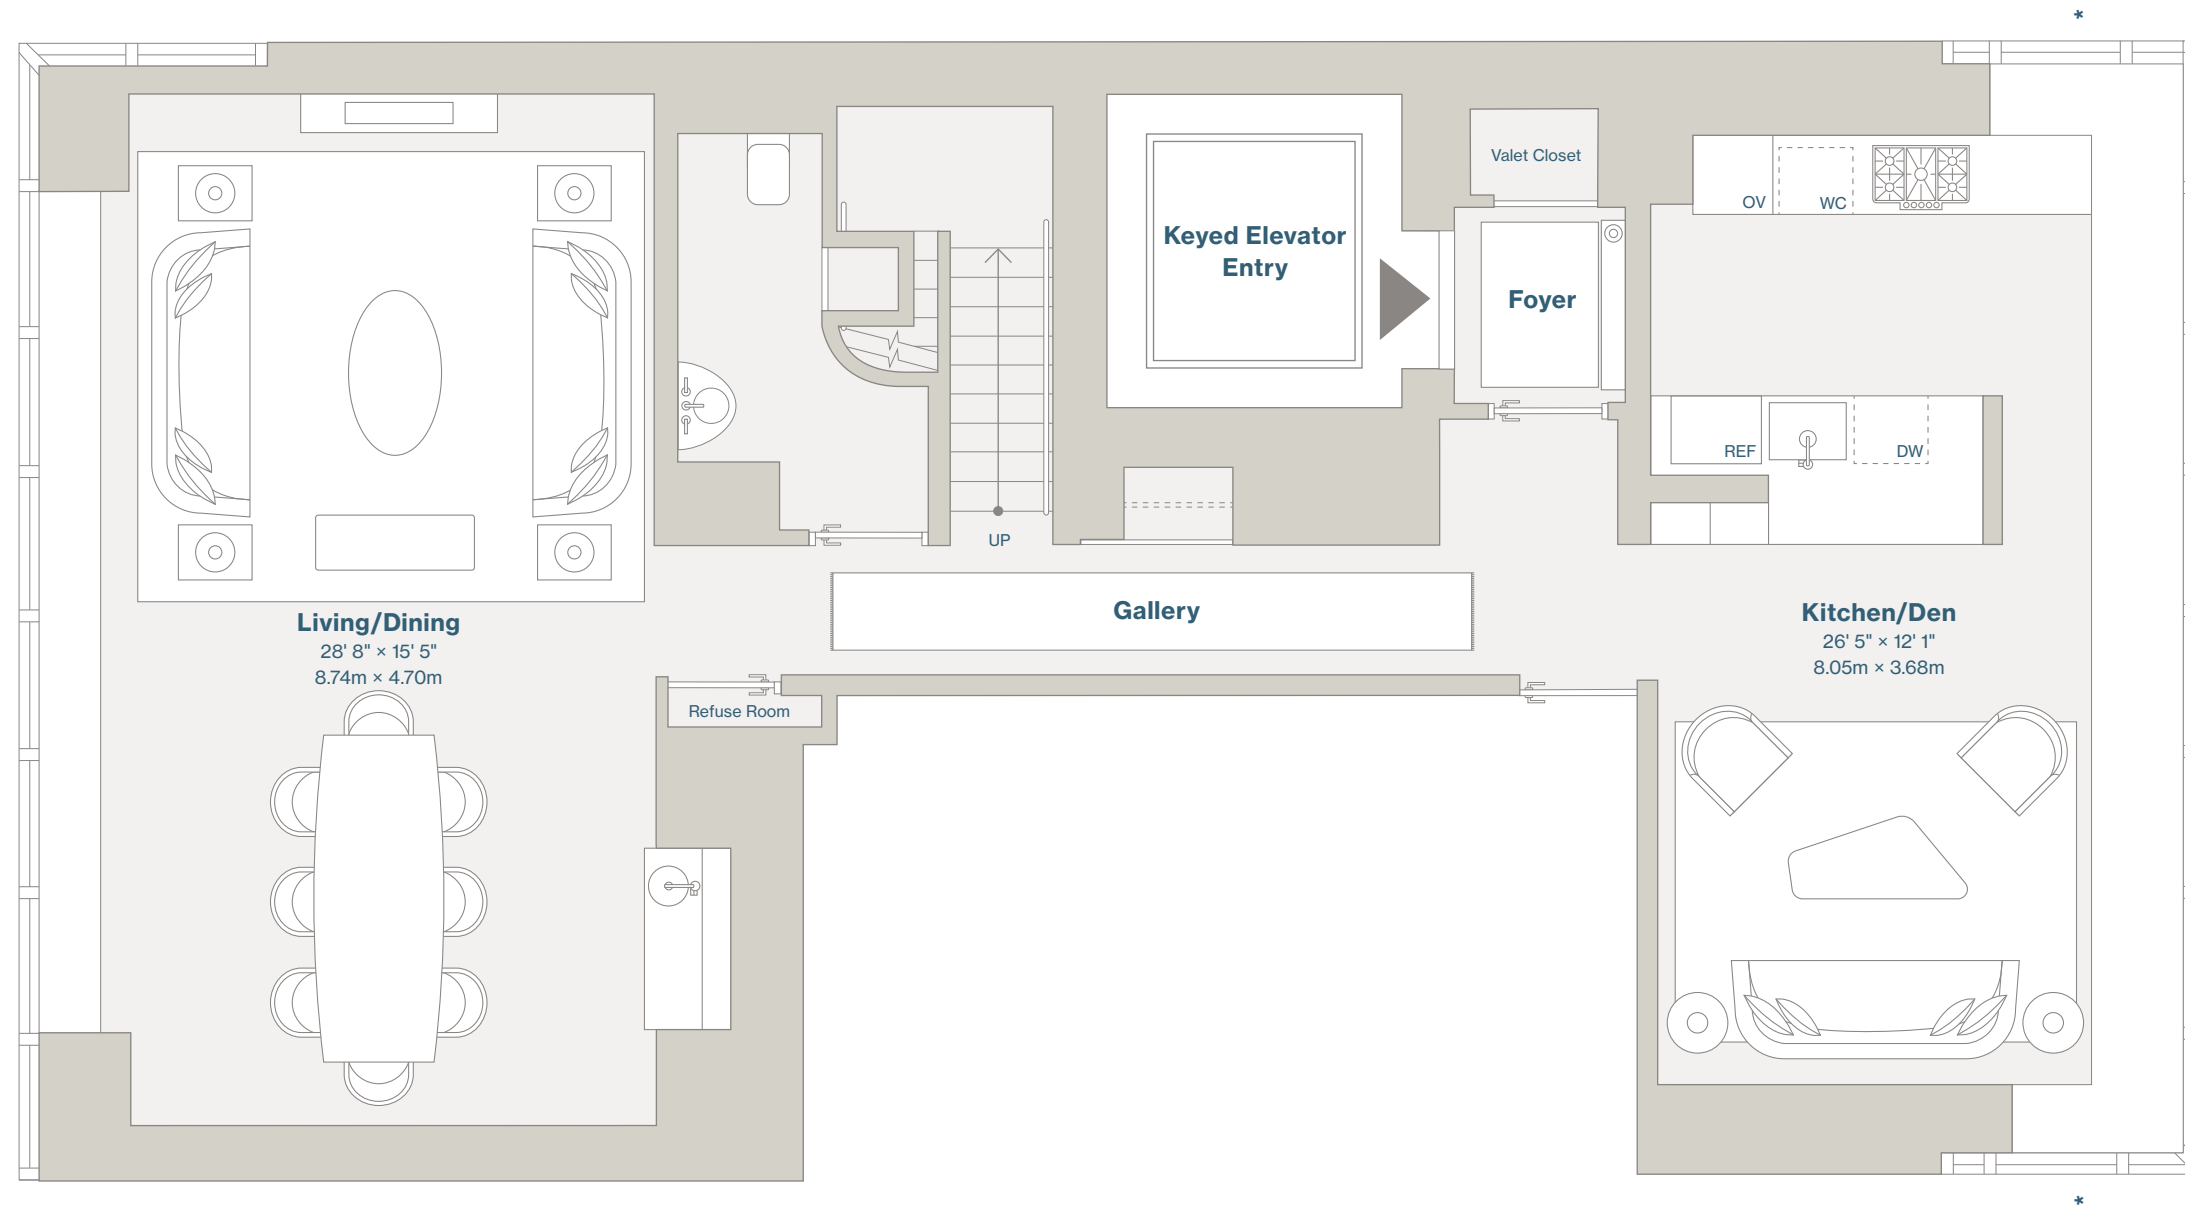 *
Valet Closet
OV
WC
Keyed Elevator
Entry
Foyer
REF
DW
UP
Gallery
Living/Dining
28' 8" × 15' 5"
8.74m × 4.70m
Kitchen/Den
26' 5" × 12' 1"
8.05m × 3.68m
Refuse Room
*